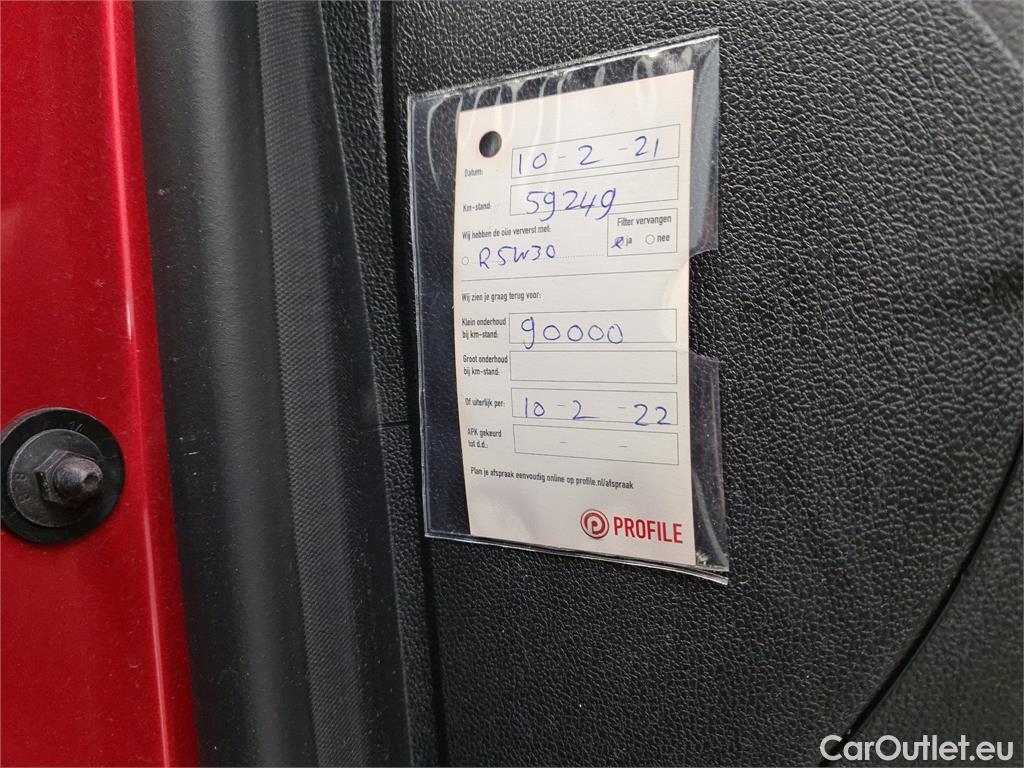 Datum: 10 - 2 - 21
Km-stand: 59249
Wij hebben de olie ververst met:
Filter vervangen
ja nee
R 5W30
Wij zien je graag terug voor:
Klein onderhoud
bij km-stand: 90000
Groot onderhoud
bij km-stand:
Of uiterlijk per: 10 - 2 - 22
APK gekeurd
tot d.d.: - -
Plan je afspraak eenvoudig online op profile.nl/afspraak
PROFILE
CarOutlet.eu